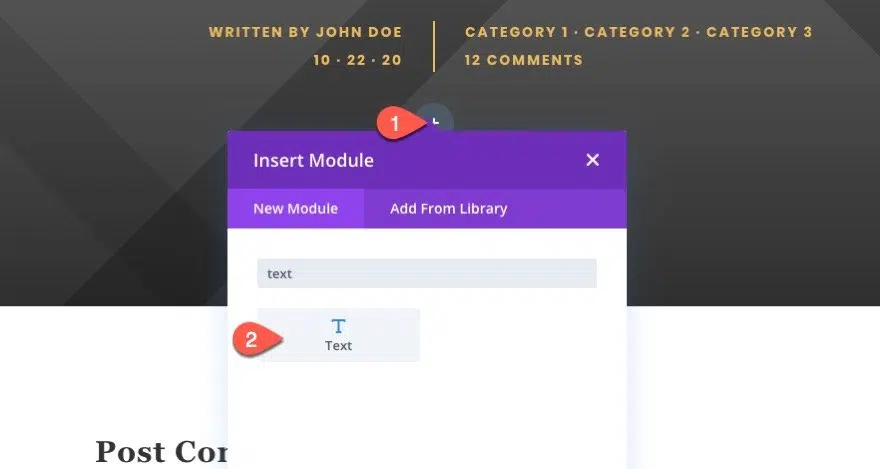 WRITTEN BY JOHN DOE
10 · 22 · 20
CATEGORY 1 · CATEGORY 2 · CATEGORY 3
12 COMMENTS
1
Insert Module
New Module
Add From Library
text
2
Text
Post